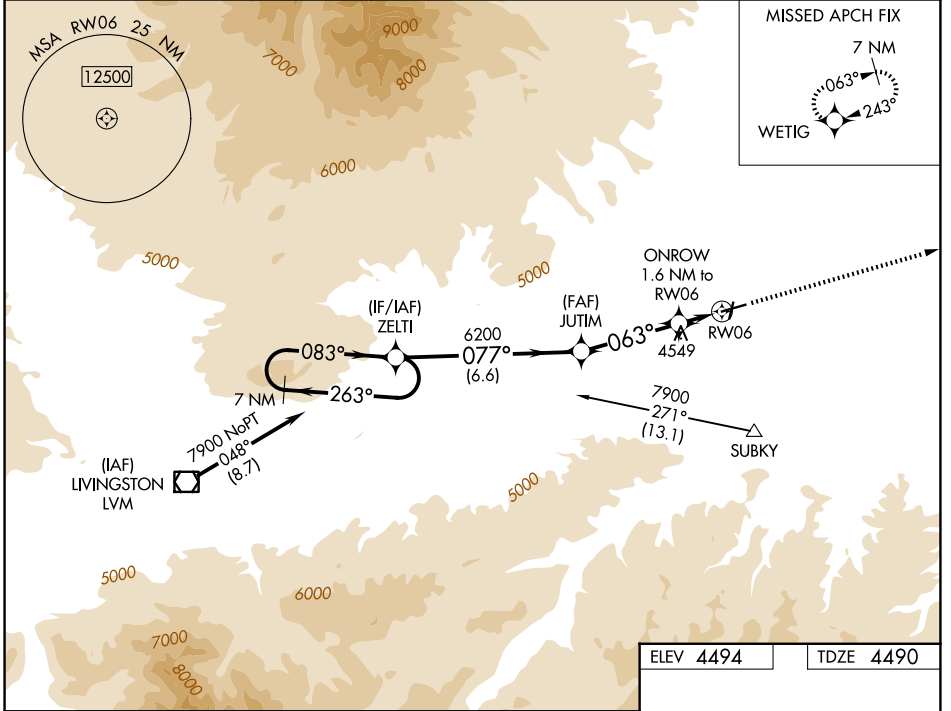 MSA RW06 25 NM
12500
MISSED APCH FIX
7 NM
063°
243°
WETIG
9000
7000
8000
6000
5000
5000
ONROW
1.6 NM to
RW06
(IF/IAF)
ZELTI
(FAF)
JUTIM
6200
077°
(6.6)
063°
RW06
4549
083°
263°
7 NM
7900 NoPT
048°
(8.7)
7900
271°
(13.1)
SUBKY
(IAF)
LIVINGSTON
LVM
5000
5000
6000
7000
8000
ELEV 4494
TDZE 4490